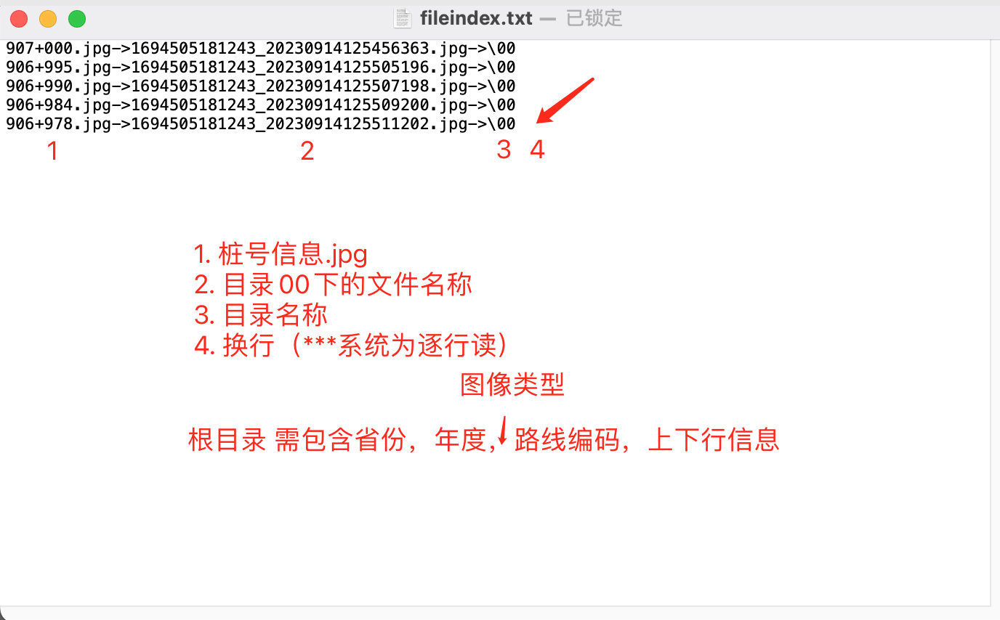 fileindex.txt — 已锁定
907+000.jpg->1694505181243_20230914125456363.jpg->\00
906+995.jpg->1694505181243_20230914125505196.jpg->\00
906+990.jpg->1694505181243_20230914125507198.jpg->\00
906+984.jpg->1694505181243_20230914125509200.jpg->\00
906+978.jpg->1694505181243_20230914125511202.jpg->\00
1 2 3 4
1. 桩号信息.jpg
2. 目录00下的文件名称
3. 目录名称
4. 换行（***系统为逐行读）
图像类型
根目录 需包含省份，年度，路线编码，上下行信息